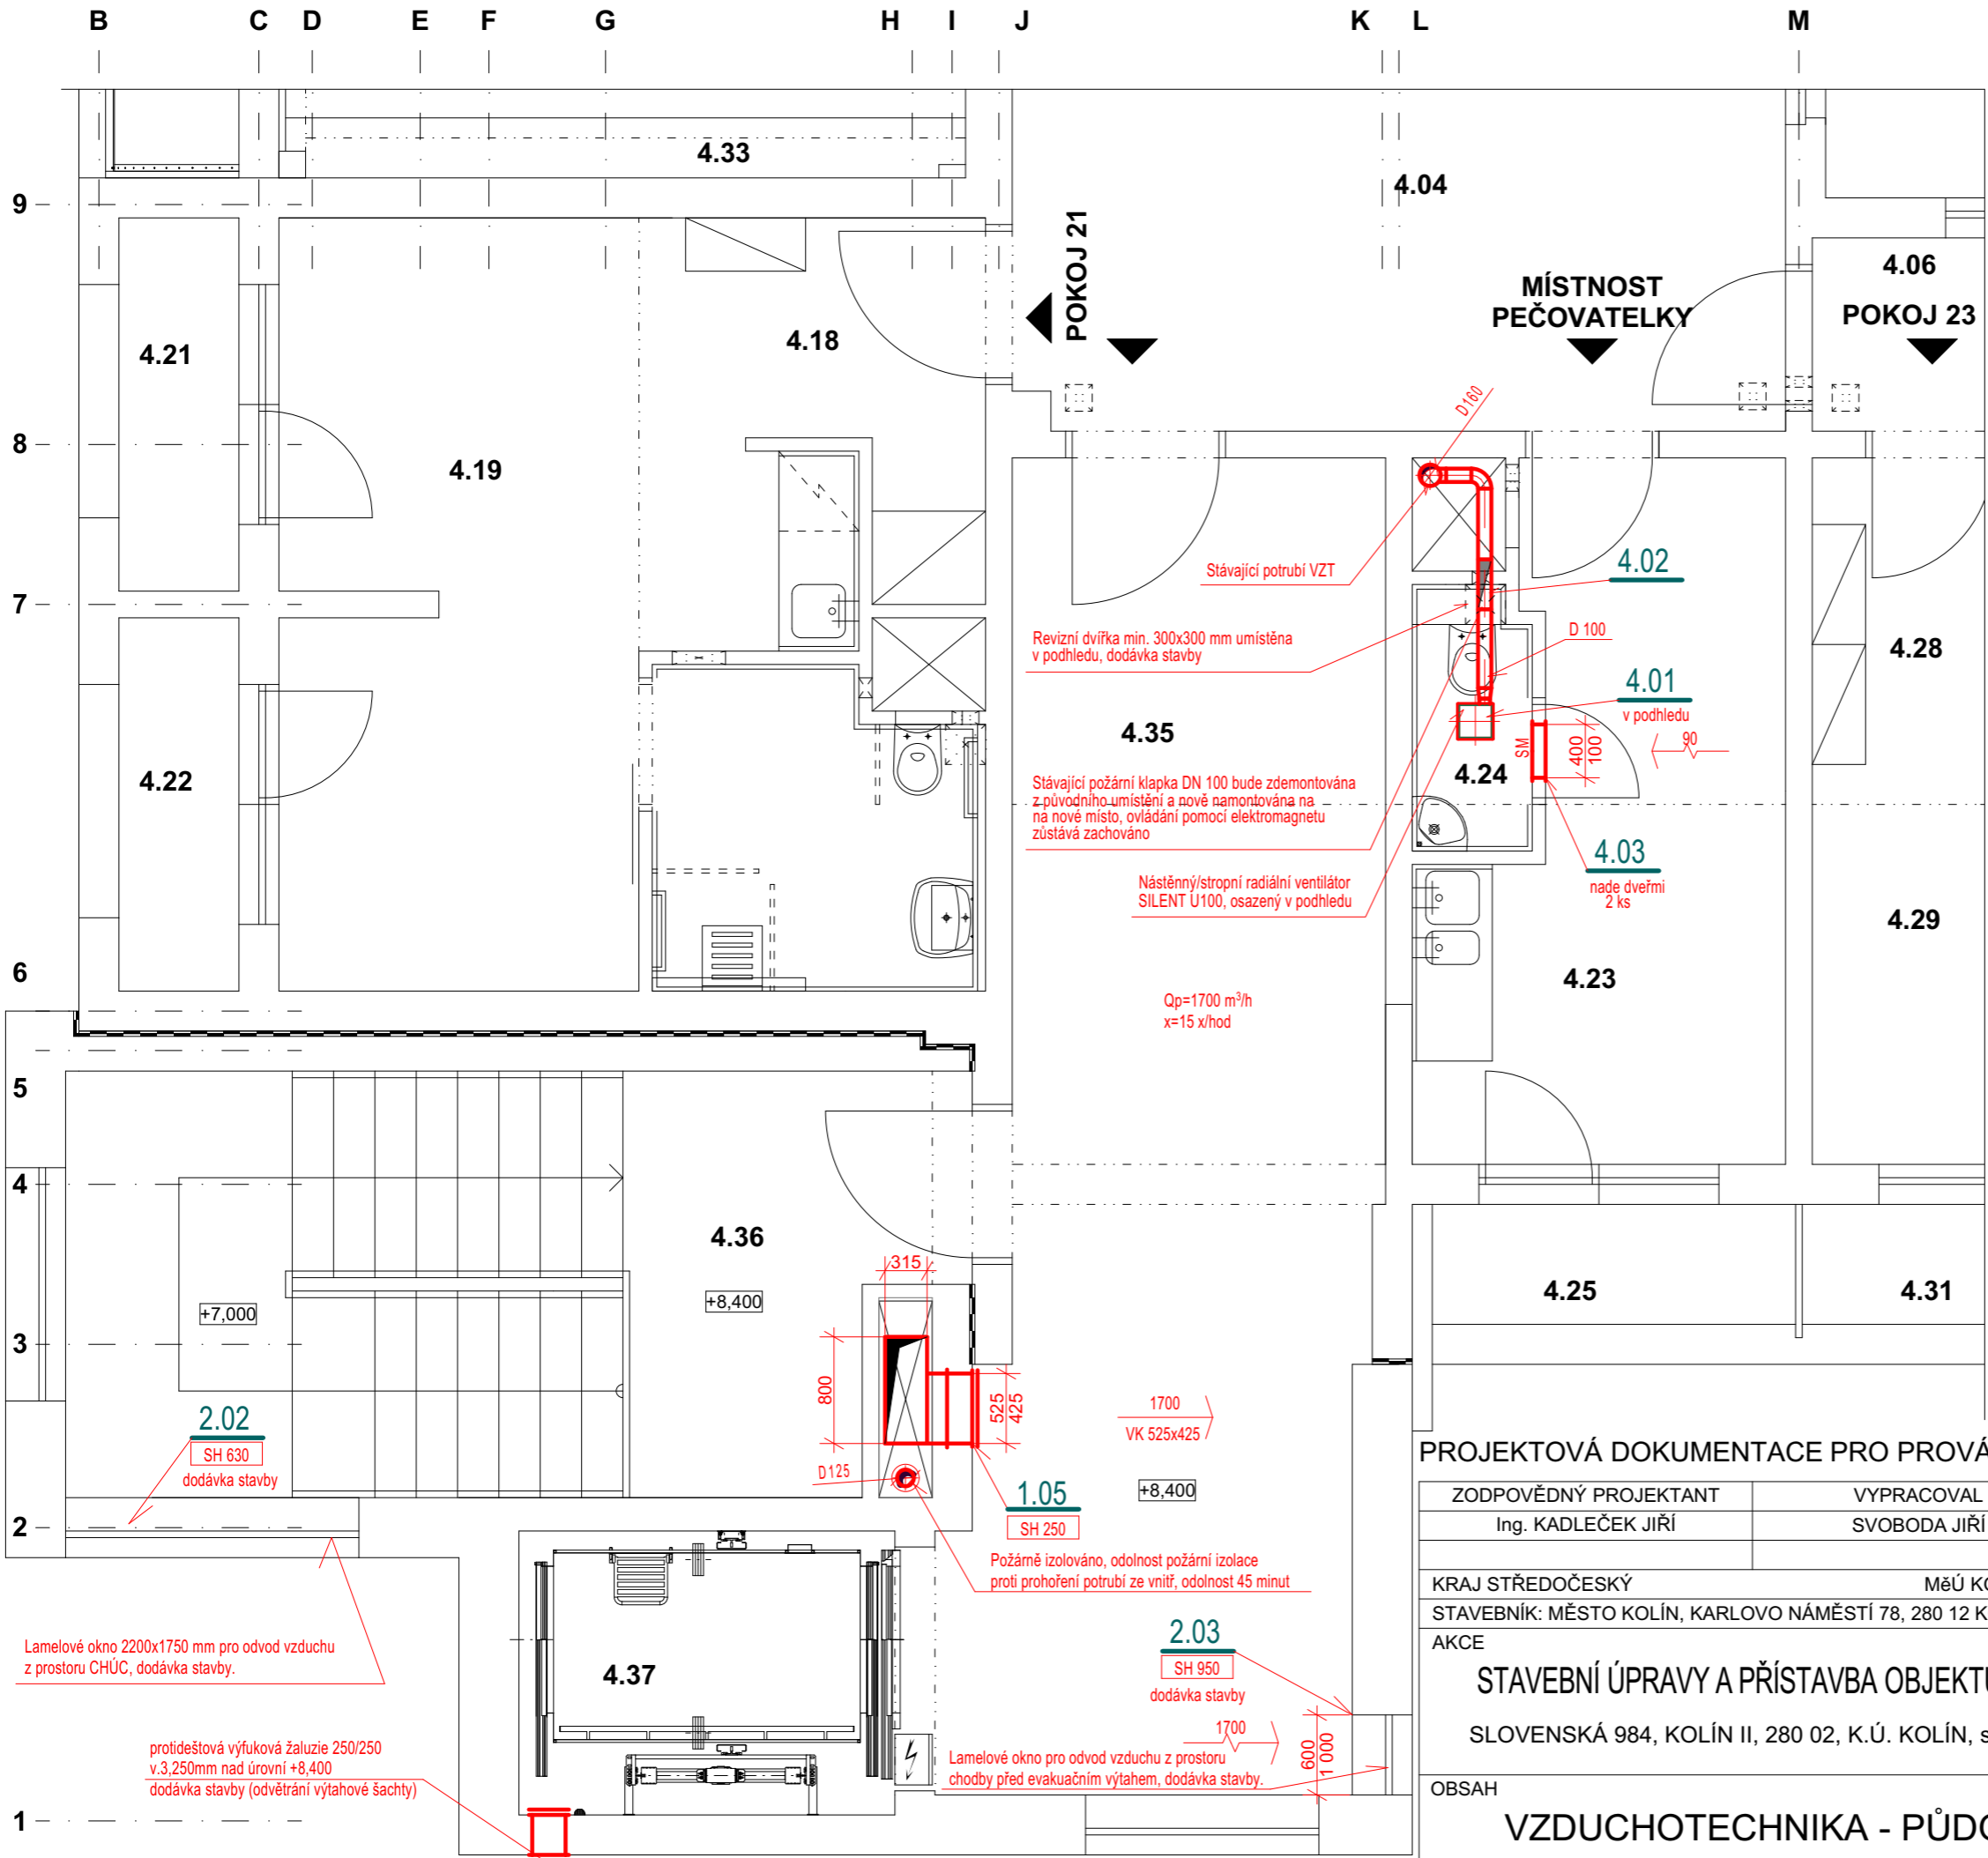 B C D E F G H I J K L M
4.33
4.04
9
POKOJ 21
4.06
MÍSTNOST
PEČOVATELKY
POKOJ 23
4.18
4.21
D160
8
4.19
4.02
Stávající potrubí VZT
7
Revizní dvířka min. 300x300 mm umístěna
v podhledu, dodávka stavby
D 100
4.28
4.01
v podhledu
4.35
SM
400
100
90
4.22
4.24
Stávající požární klapka DN 100 bude zdemontována
z původního umístění a nově namontována na
na nové místo, ovládání pomocí elektromagnetu
zůstává zachováno
4.03
nade dveřmi
2 ks
Nástěnný/stropní radiální ventilátor
SILENT U100, osazený v podhledu
4.29
6
4.23
Qp=1700 m³/h
x=15 x/hod
5
4
4.36
315
4.25
4.31
+7,000
+8,400
3
800
525
425
1700
VK 525x425
2.02
SH 630
dodávka stavby
D125
1.05
SH 250
+8,400
2
Požárně izolováno, odolnost požární izolace
proti prohoření potrubí ze vnitř, odolnost 45 minut
Lamelové okno 2200x1750 mm pro odvod vzduchu
z prostoru CHÚC, dodávka stavby.
4.37
2.03
SH 950
dodávka stavby
1700
600
1 000
Lamelové okno pro odvod vzduchu z prostoru
chodby před evakuačním výtahem, dodávka stavby.
protideštová výfuková žaluzie 250/250
v.3,250mm nad úrovní +8,400
dodávka stavby (odvětrání výtahové šachty)
1
PROJEKTOVÁ DOKUMENTACE PRO PROVÁ
ZODPOVĚDNÝ PROJEKTANT VYPRACOVAL
Ing. KADLEČEK JIŘÍ SVOBODA JIŘÍ
KRAJ STŘEDOČESKÝ MěÚ KO
STAVEBNÍK: MĚSTO KOLÍN, KARLOVO NÁMĚSTÍ 78, 280 12 K
AKCE
STAVEBNÍ ÚPRAVY A PŘÍSTAVBA OBJEKTU
SLOVENSKÁ 984, KOLÍN II, 280 02, K.Ú. KOLÍN, s
OBSAH
VZDUCHOTECHNIKA - PŮDO